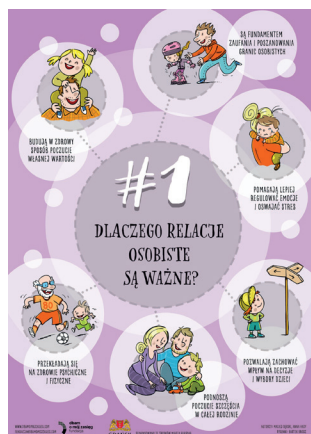 SĄ FUNDAMENTEM
ZAUFANIA I POSZANOWANIA
GRANIC OSOBISTYCH
BUDUJĄ W ZDROWY
SPOSÓB POCZUCIE
WŁASNEJ WARTOŚCI
#1
DLACZEGO RELACJE
OSOBISTE
SĄ WAŻNE?
POMAGAJĄ LEPIEJ
REGULOWAĆ EMOCJE
I OSWAJAĆ STRES
PRZEKŁADAJĄ SIĘ
NA ZDROWIE PSYCHICZNE
I FIZYCZNE
POZWALAJĄ ZACHOWAĆ
WPŁYW NA DECYZJE
I WYBORY DZIECI
PODNOSZĄ
POCZUCIE SZCZĘŚCIA
W CAŁEJ RODZINIE